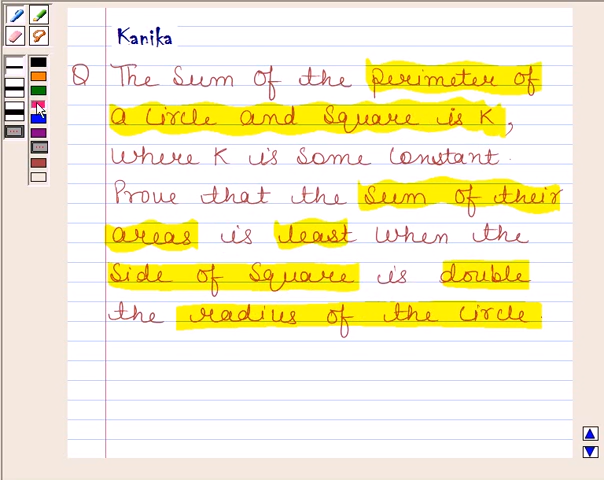 Kanika
Q The Sum of the perimeter of
a Circle and Square is K,
where K is Some Constant.
Prove that the Sum of their
areas is least when the
Side of Square is double
the radius of the Circle.